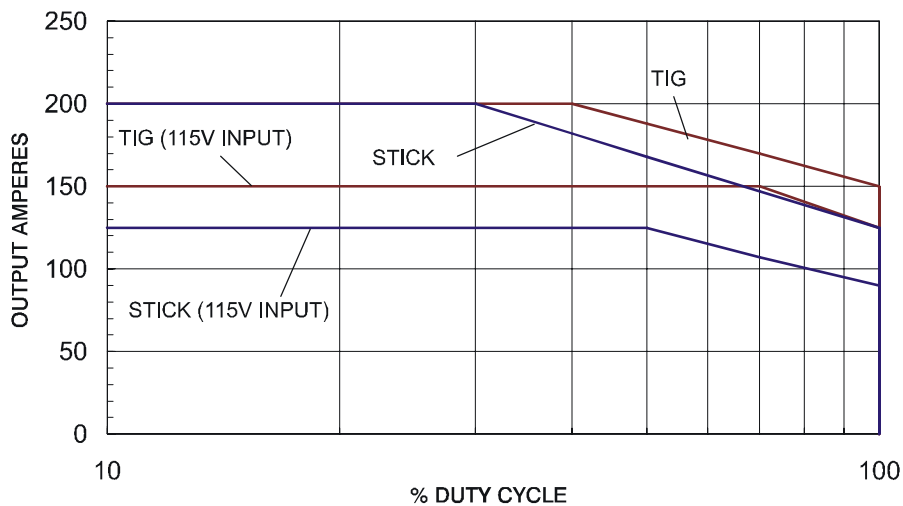 250
200
150
100
50
0
OUTPUT AMPERES
TIG
TIG (115V INPUT)
STICK
STICK (115V INPUT)
10
100
% DUTY CYCLE